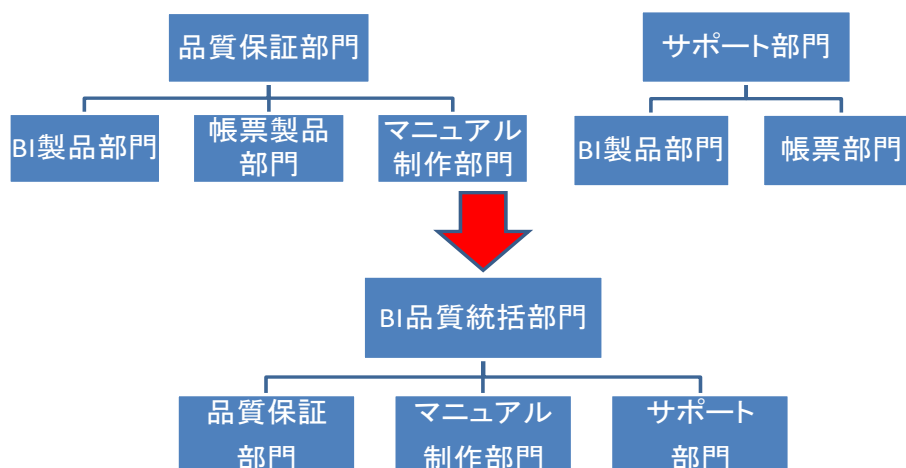 品質保証部門
サポート部門
BI製品部門
帳票製品
部門
マニュアル
制作部門
BI製品部門
帳票部門
BI品質統括部門
品質保証
部門
マニュアル
制作部門
サポート
部門